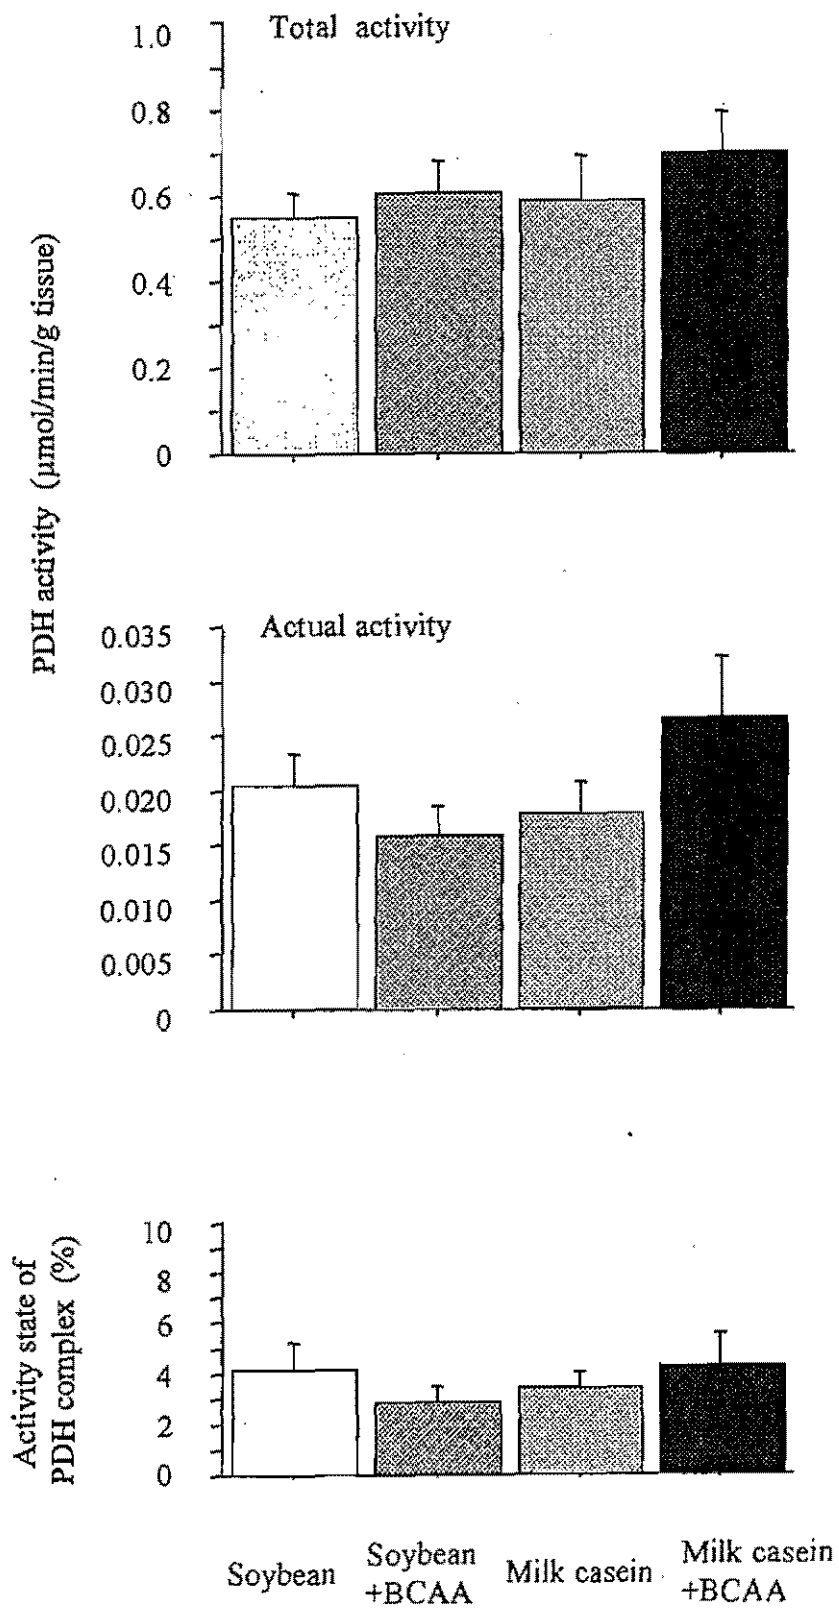 Total activity
1.0
0.8
0.6
0.4
0.2
0
PDH activity (µmol/min/g tissue)
Actual activity
0.035
0.030
0.025
0.020
0.015
0.010
0.005
0
Activity state of
PDH complex (%)
10
8
6
4
2
0
Soybean
Soybean
+BCAA
Milk casein
Milk casein
+BCAA